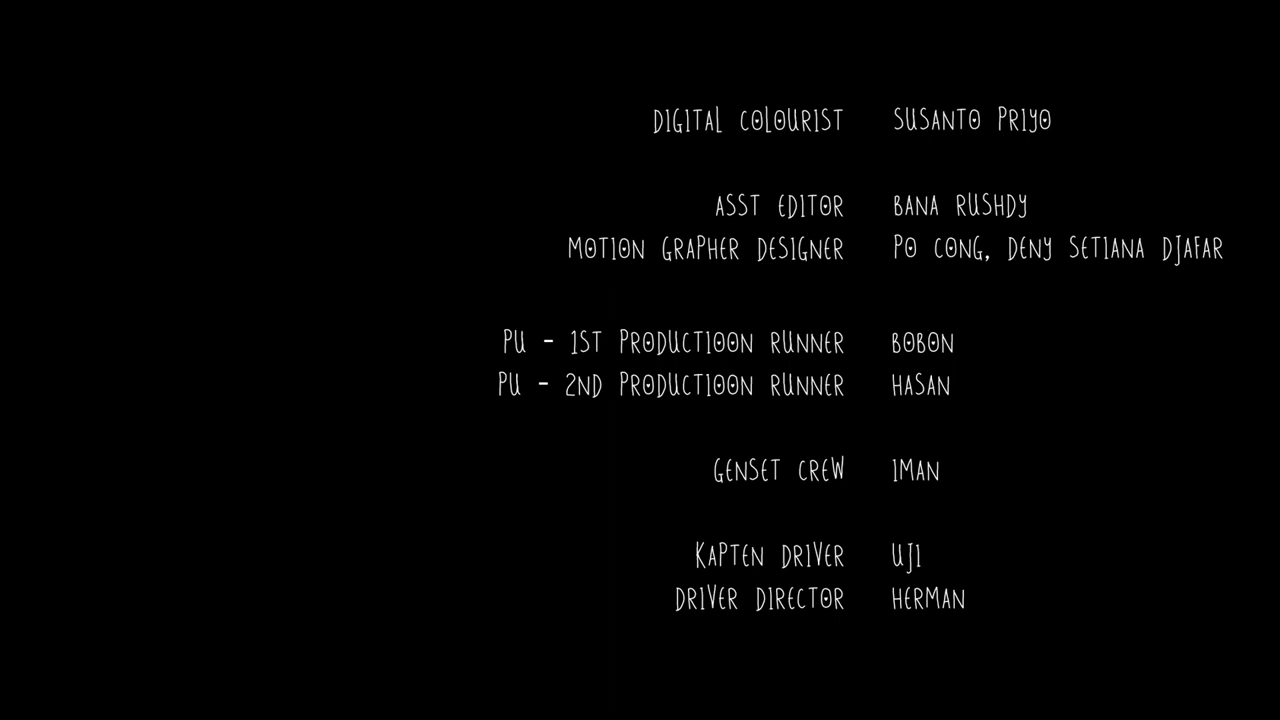 DIGITAL COLOURIST SUSANTO PRIYO
ASST EDITOR BANA RUSHDY
MOTION GRAPHER DESIGNER PO CONG, DENY SETIANA DJAFAR
PU - 1ST PRODUCTIOON RUNNER BOBON
PU - 2ND PRODUCTIOON RUNNER HASAN
GENSET CREW IMAN
KAPTEN DRIVER UJI
DRIVER DIRECTOR HERMAN